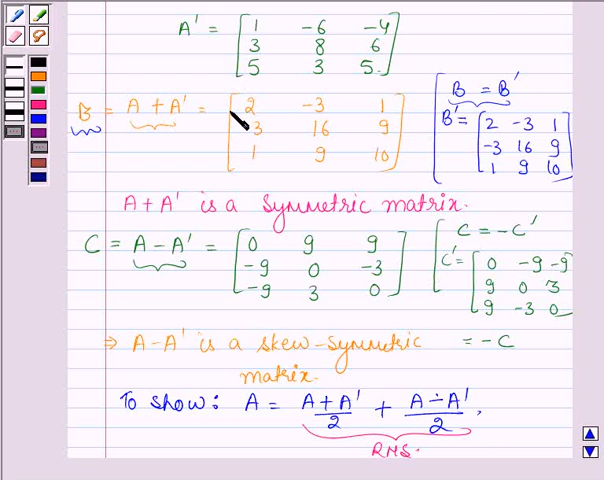 A' = [1 -6 -4
3 8 6
5 3 5]
B = A + A' = [2 -3 1
-3 16 9
1 9 10]
[B = B'
B' = [2 -3 1
-3 16 9
1 9 10]
A+A' is a symmetric matrix.
C = A - A' = [0 9 9
-9 0 -3
-9 3 0]
[C = -C'
C' = [0 -9 -9
9 0 3
9 -3 0]
= -C
⇒ A-A' is a skew-symmetric
matrix.
To show: A = (A+A')/2 + (A-A')/2,
RHS.